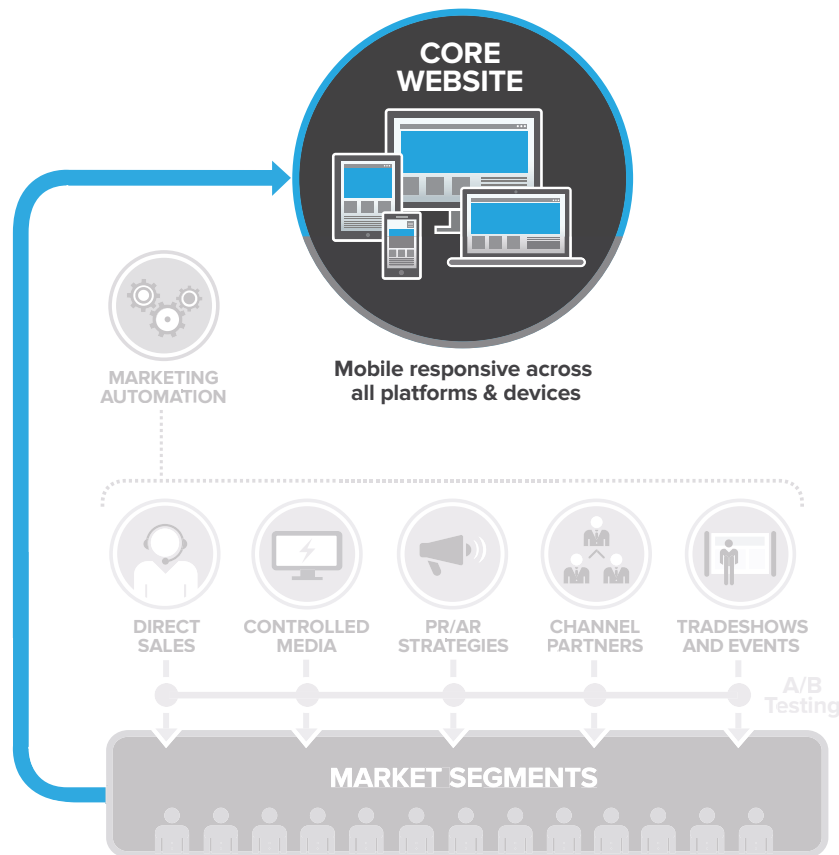 CORE
WEBSITE
Mobile responsive across
all platforms & devices
MARKETING
AUTOMATION
DIRECT
SALES
CONTROLLED
MEDIA
PR/AR
STRATEGIES
CHANNEL
PARTNERS
TRADESHOWS
AND EVENTS
A/B
Testing
MARKET SEGMENTS